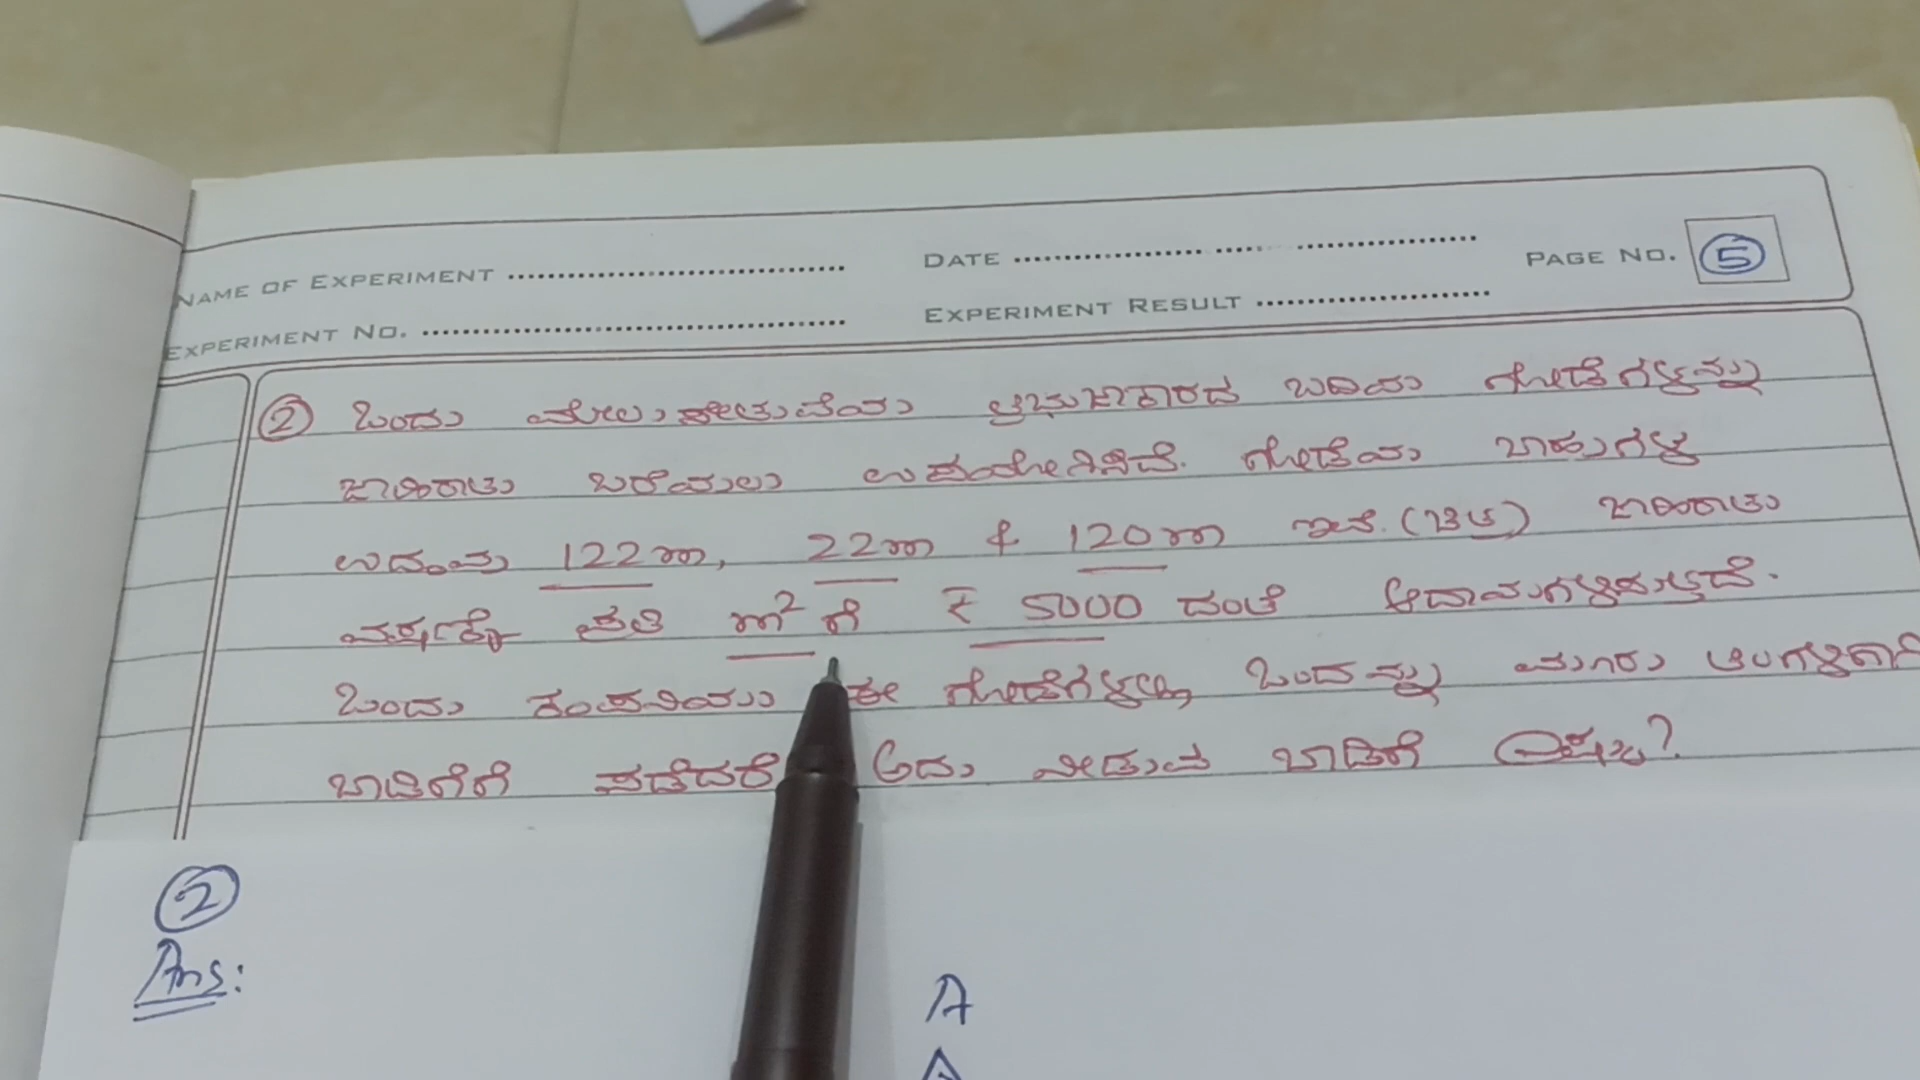 NAME OF EXPERIMENT
DATE
PAGE NO. 5
EXPERIMENT NO.
EXPERIMENT RESULT
2 ಒಂದು ಮೇಲುಸೇತುವೆಯ ತ್ರಿಭುಜಾಕಾರದ ಬದಿಯ ಗೋಡೆಗಳನ್ನು
ಜಾಹಿರಾತು ಬರೆಯಲು ಉಪಯೋಗಿಸಿದೆ. ಗೋಡೆಯ ಬಾಹುಗಳ
ಉದ್ದವು 122m, 22m & 120m ಇವೆ. (ಚಿತ್ರ) ಜಾಹಿರಾತು
ವರ್ಷಕ್ಕೆ ಪ್ರತಿ m² ಗೆ ₹ 5000 ದಂತೆ ಆದಾಯಗಳಿಸುತ್ತದೆ.
ಒಂದು ಕಂಪನಿಯು ಈ ಗೋಡೆಗಳಲ್ಲಿ ಒಂದನ್ನು ಮೂರು ತಿಂಗಳಿಗಾಗಿ
ಬಾಡಿಗೆಗೆ ಪಡೆದರೆ ಅದು ನೀಡುವ ಬಾಡಿಗೆ ಎಷ್ಟು?
2
Ans:
A